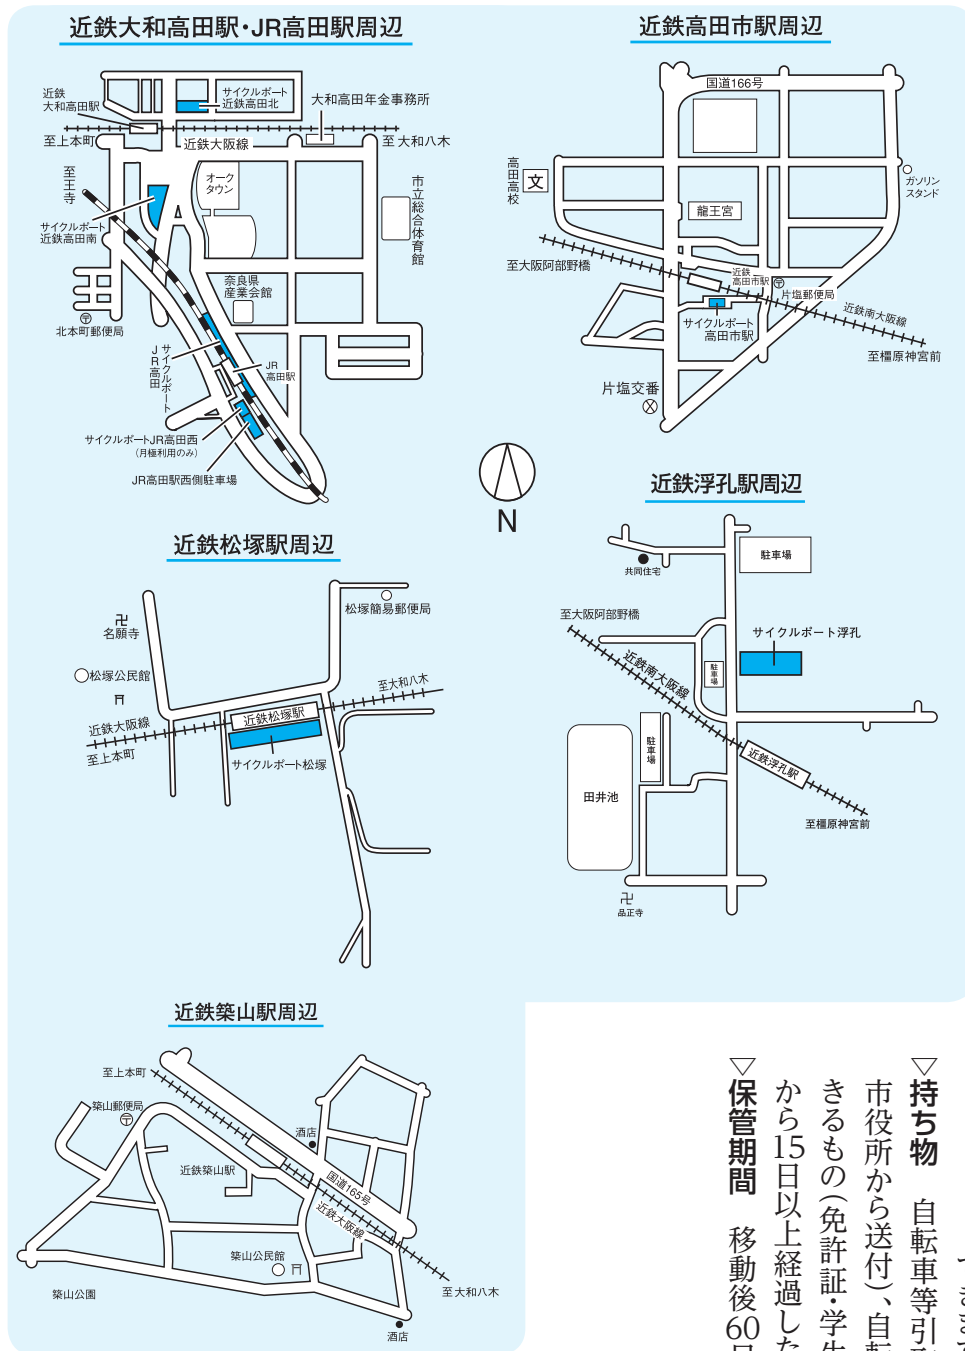 近鉄大和高田駅・JR高田駅周辺
近鉄
大和高田駅
サイクルポート
近鉄高田北
大和高田年金事務所
至上本町
近鉄大阪線
至大和八木
至王寺
オーク
タウン
市立総合体育館
サイクルポート
近鉄高田南
奈良県
産業会館
北本町郵便局
サイクルポート
JR高田
JR
高田駅
サイクルポートJR高田西
(月極利用のみ)
JR高田駅西側駐車場
近鉄高田市駅周辺
国道166号
高田高校
文
ガソリン
スタンド
龍王宮
至大阪阿部野橋
近鉄
高田市駅
片塩郵便局
近鉄南大阪線
サイクルポート
高田市駅
至橿原神宮前
片塩交番
N
近鉄松塚駅周辺
松塚簡易郵便局
名願寺
松塚公民館
至大和八木
近鉄大阪線
近鉄松塚駅
至上本町
サイクルポート松塚
近鉄浮孔駅周辺
駐車場
共同住宅
至大阪阿部野橋
サイクルポート浮孔
近鉄南大阪線
駐車場
駐車場
近鉄浮孔駅
田井池
至橿原神宮前
品正寺
近鉄築山駅周辺
至上本町
築山郵便局
酒店
近鉄築山駅
国道165号
近鉄大阪線
築山公民館
築山公園
至大和八木
酒店
▽持ち物 自転車等引
市役所から送付)、自転
きるもの(免許証・学生
から15日以上経過した
▽保管期間 移動後60日